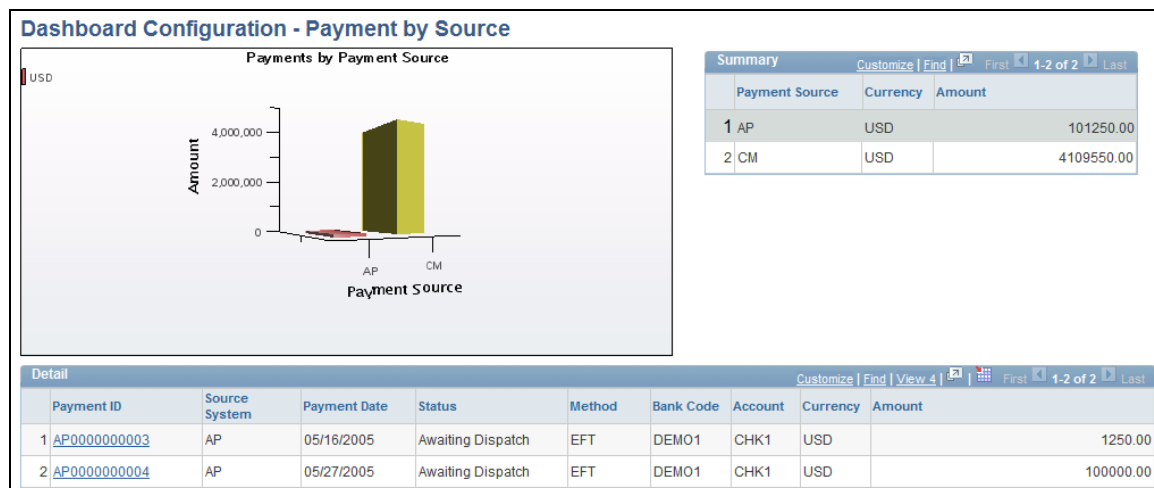 Dashboard Configuration - Payment by Source
Payments by Payment Source
USD
4,000,000
2,000,000
0
Amount
AP
CM
Payment Source
Summary
Customize | Find | First 1-2 of 2 Last
Payment Source Currency Amount
1 AP USD 101250.00
2 CM USD 4109550.00
Detail
Customize | Find | View 4 | | First 1-2 of 2 Last
Payment ID Source System Payment Date Status Method Bank Code Account Currency Amount
1 AP0000000003 AP 05/16/2005 Awaiting Dispatch EFT DEMO1 CHK1 USD 1250.00
2 AP0000000004 AP 05/27/2005 Awaiting Dispatch EFT DEMO1 CHK1 USD 100000.00